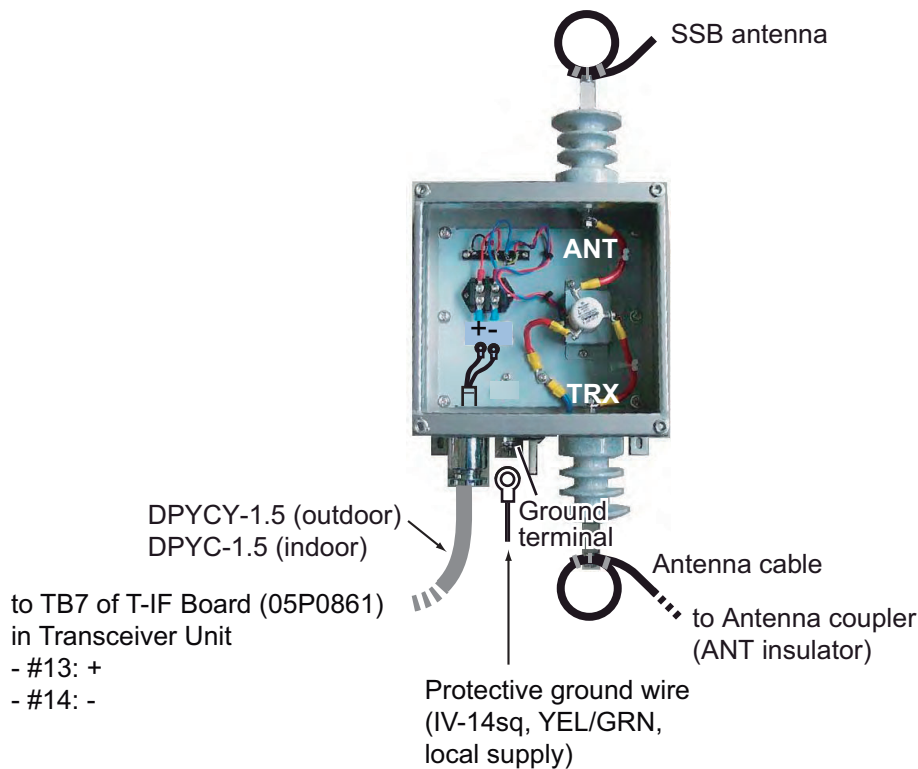 SSB antenna
ANT
+-
TRX
DPYCY-1.5 (outdoor)
DPYC-1.5 (indoor)
Ground
terminal
Antenna cable
to TB7 of T-IF Board (05P0861)
in Transceiver Unit
- #13: +
- #14: -
to Antenna coupler
(ANT insulator)
Protective ground wire
(IV-14sq, YEL/GRN,
local supply)